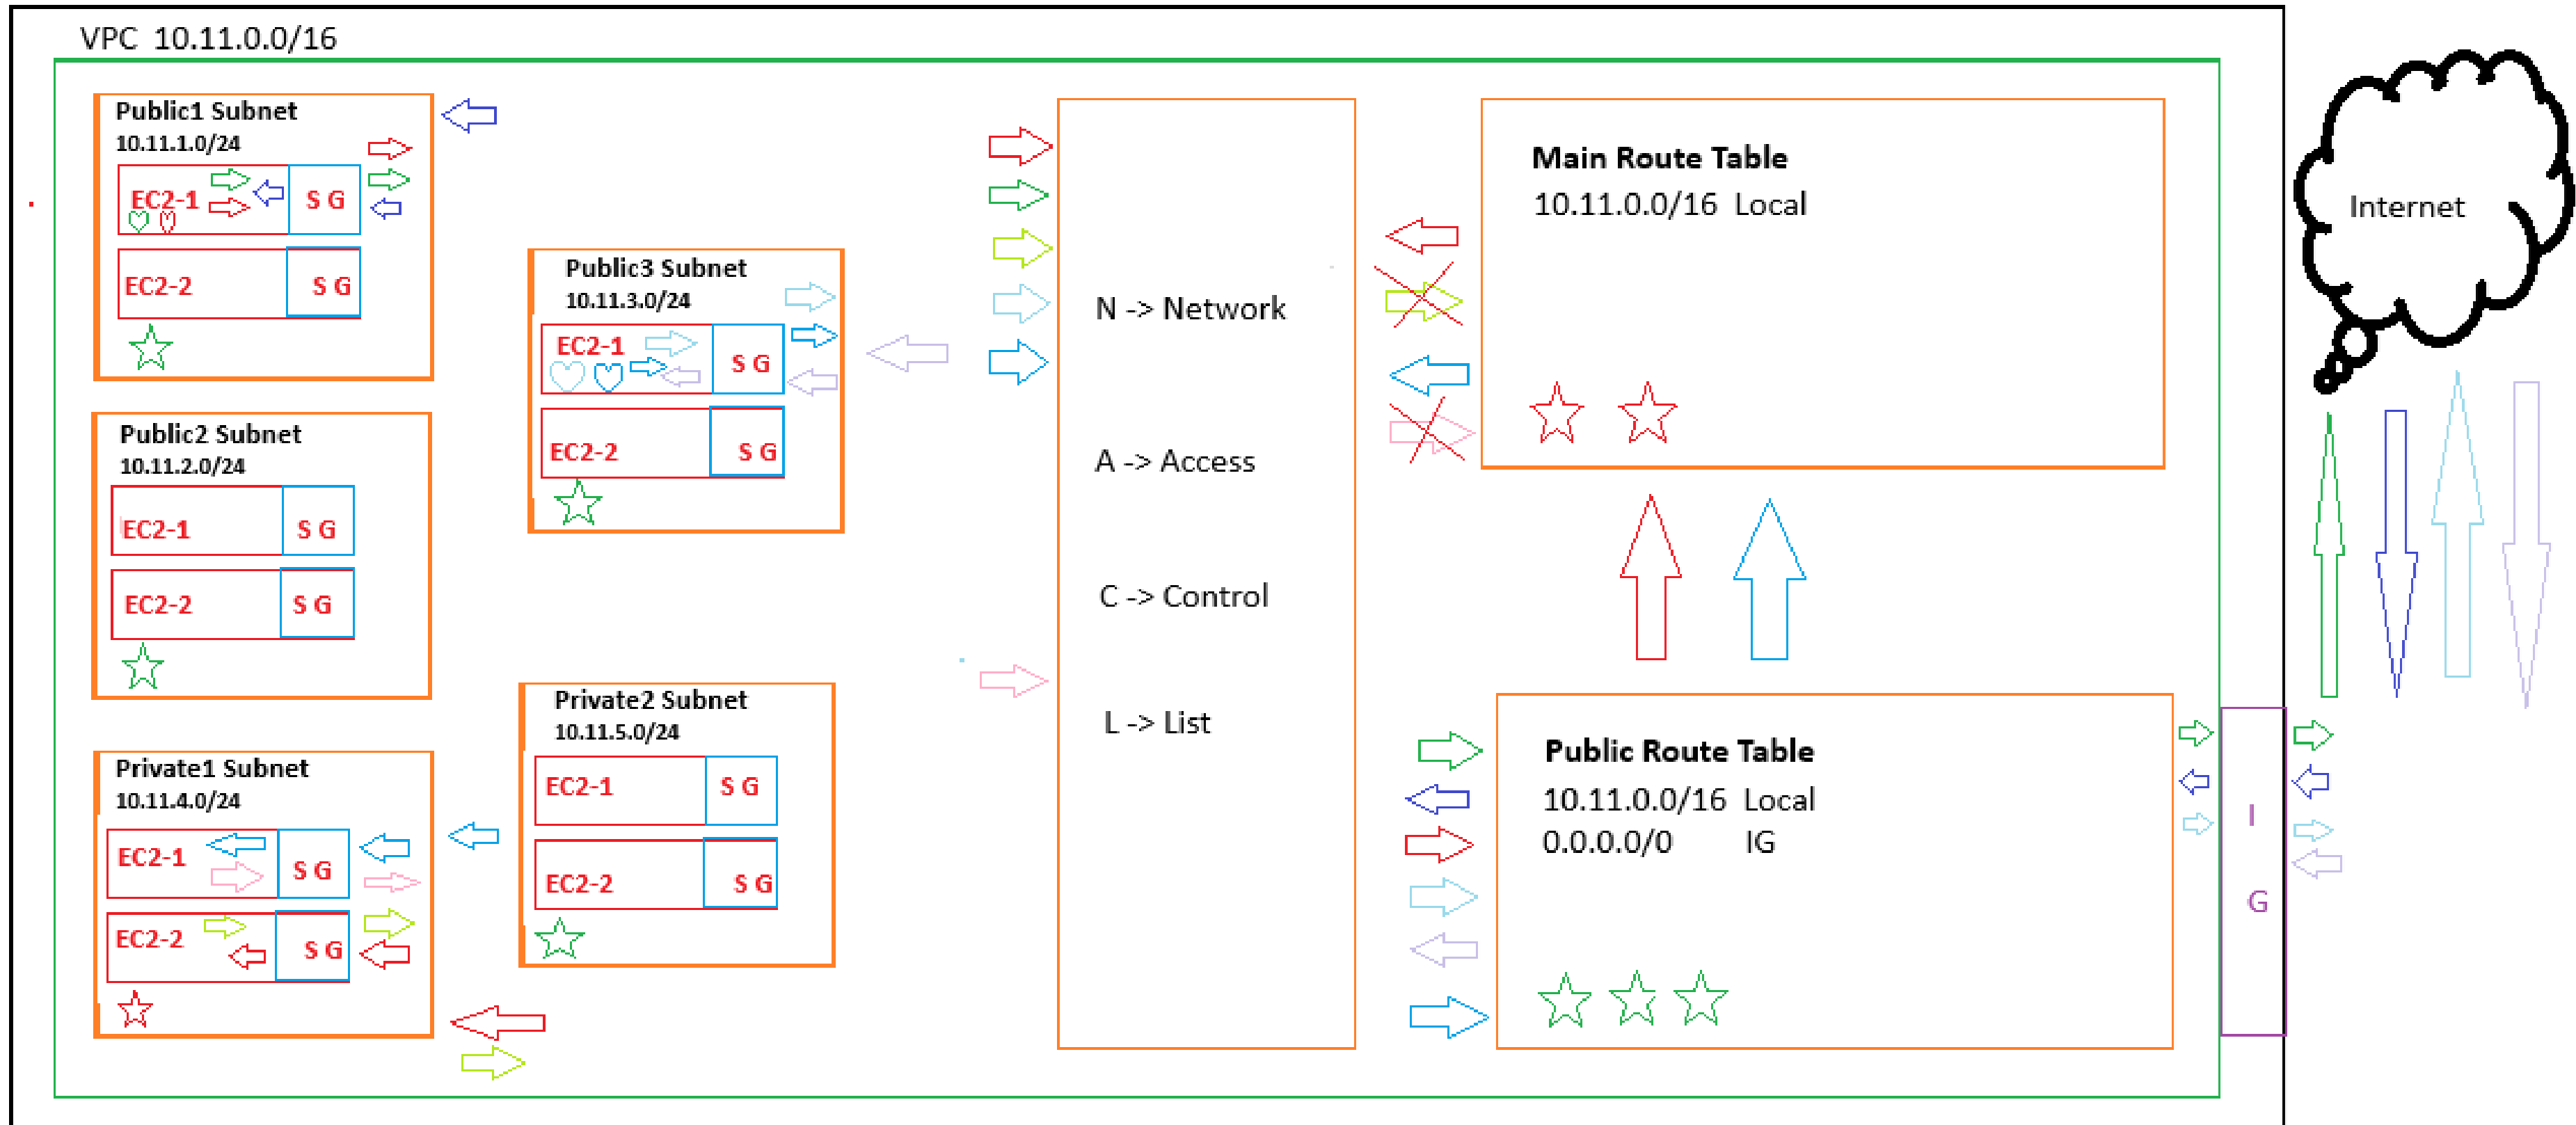 VPC 10.11.0.0/16
Public1 Subnet
10.11.1.0/24
EC2-1
S G
EC2-2
S G
Public2 Subnet
10.11.2.0/24
EC2-1
S G
EC2-2
S G
Private1 Subnet
10.11.4.0/24
EC2-1
S G
EC2-2
S G
Public3 Subnet
10.11.3.0/24
EC2-1
S G
EC2-2
S G
Private2 Subnet
10.11.5.0/24
EC2-1
S G
EC2-2
S G
N -> Network
A -> Access
C -> Control
L -> List
Main Route Table
10.11.0.0/16 Local
Public Route Table
10.11.0.0/16 Local
0.0.0.0/0 IG
I
G
Internet